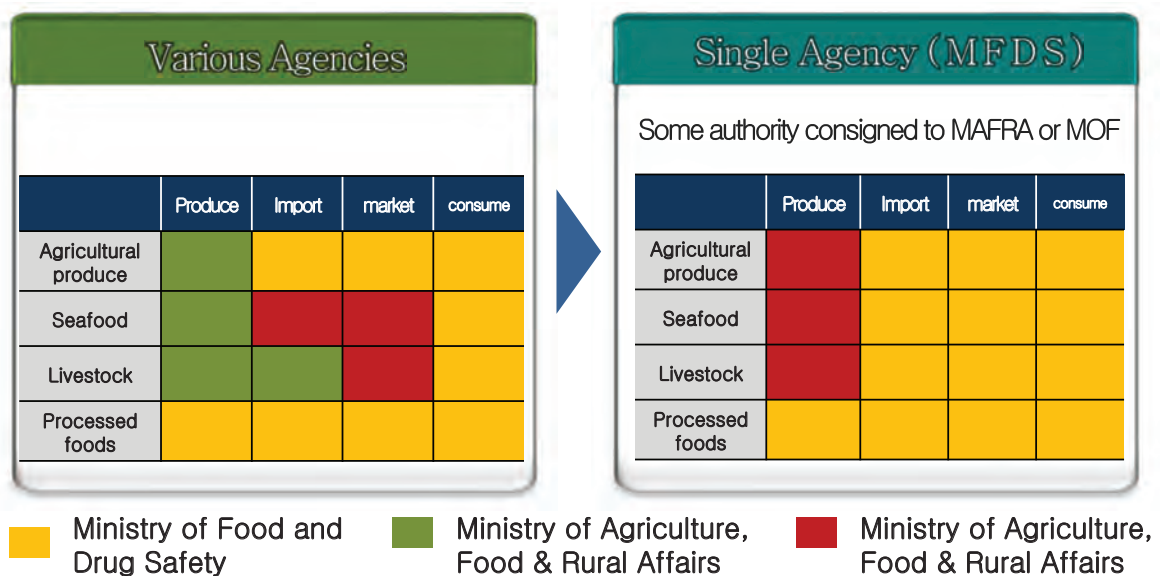 Various Agencies
Produce Import market consume
Agricultural
produce
Seafood
Livestock
Processed
foods
Single Agency (MFDS)
Some authority consigned to MAFRA or MOF
Produce Import market consume
Agricultural
produce
Seafood
Livestock
Processed
foods
Ministry of Food and
Drug Safety
Ministry of Agriculture,
Food & Rural Affairs
Ministry of Agriculture,
Food & Rural Affairs